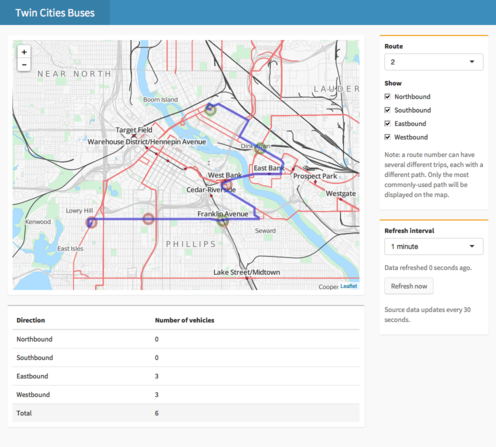 Twin Cities Buses
+
−
NEAR NORTH
Boom Island
LAUDER
Target Field
Warehouse District/Hennepin Avenue
East Bank
West Bank
Prospect Park
Cedar-Riverside
Westgate
Lowry Hill
Franklin Avenue
Kenwood
Seward
East Isles
PHILLIPS
Lake Street/Midtown
Cooper
Leaflet
Direction Number of vehicles
Northbound 0
Southbound 0
Eastbound 3
Westbound 3
Total 6
Route
2
Show
Northbound
Southbound
Eastbound
Westbound
Note: a route number can have
several different trips, each with a
different path. Only the most
commonly-used path will be
displayed on the map.
Refresh interval
1 minute
Data refreshed 0 seconds ago.
Refresh now
Source data updates every 30
seconds.